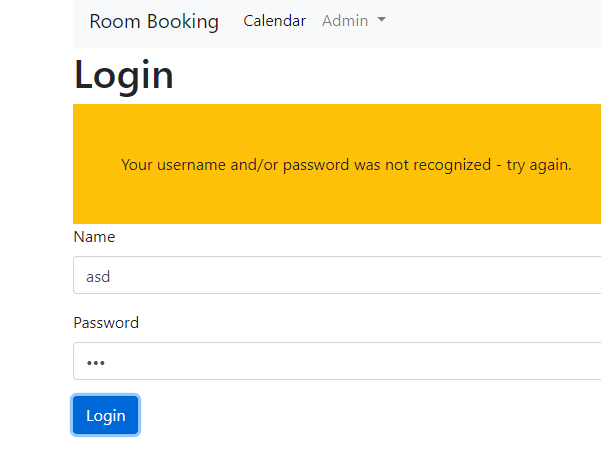 Room Booking Calendar Admin
Login
Your username and/or password was not recognized - try again.
Name
asd
Password
•••
Login